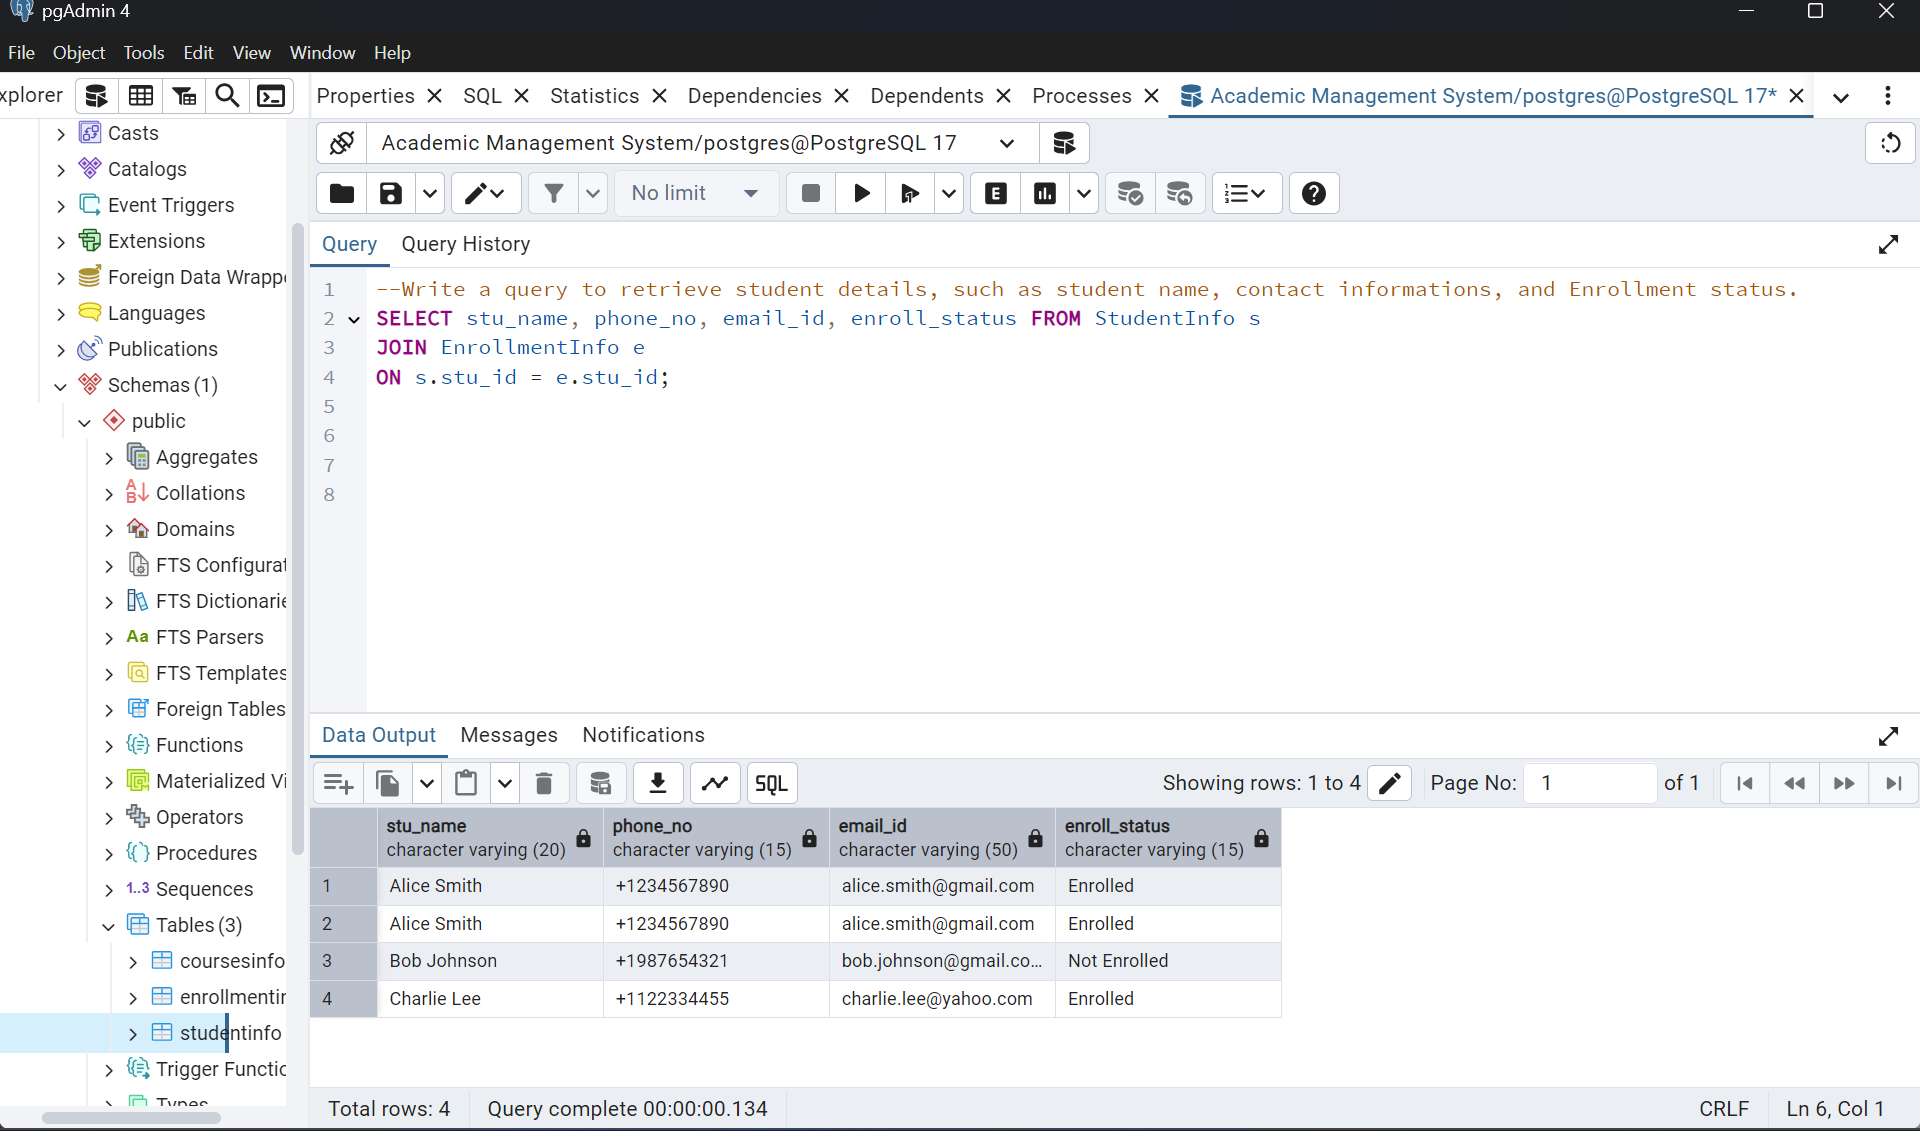 pgAdmin 4
File Object Tools Edit View Window Help
xplorer
Properties SQL Statistics Dependencies Dependents Processes Academic Management System/postgres@PostgreSQL 17*
Academic Management System/postgres@PostgreSQL 17
No limit
E
Query Query History
1 --Write a query to retrieve student details, such as student name, contact informations, and Enrollment status.
2 SELECT stu_name, phone_no, email_id, enroll_status FROM StudentInfo s
3 JOIN EnrollmentInfo e
4 ON s.stu_id = e.stu_id;
5
6
7
8
Casts
Catalogs
Event Triggers
Extensions
Foreign Data Wrappe
Languages
Publications
Schemas (1)
public
Aggregates
Collations
Domains
FTS Configurat
FTS Dictionarie
Aa FTS Parsers
FTS Templates
Foreign Tables
Functions
Materialized Vi
Operators
Procedures
1..3 Sequences
Tables (3)
coursesinfo
enrollmentin
studentinfo
Trigger Functio
Types
Data Output Messages Notifications
SQL
Showing rows: 1 to 4 Page No: 1 of 1
stu_name phone_no email_id enroll_status
character varying (20) character varying (15) character varying (50) character varying (15)
1 Alice Smith +1234567890 alice.smith@gmail.com Enrolled
2 Alice Smith +1234567890 alice.smith@gmail.com Enrolled
3 Bob Johnson +1987654321 bob.johnson@gmail.co... Not Enrolled
4 Charlie Lee +1122334455 charlie.lee@yahoo.com Enrolled
Total rows: 4 Query complete 00:00:00.134 CRLF Ln 6, Col 1